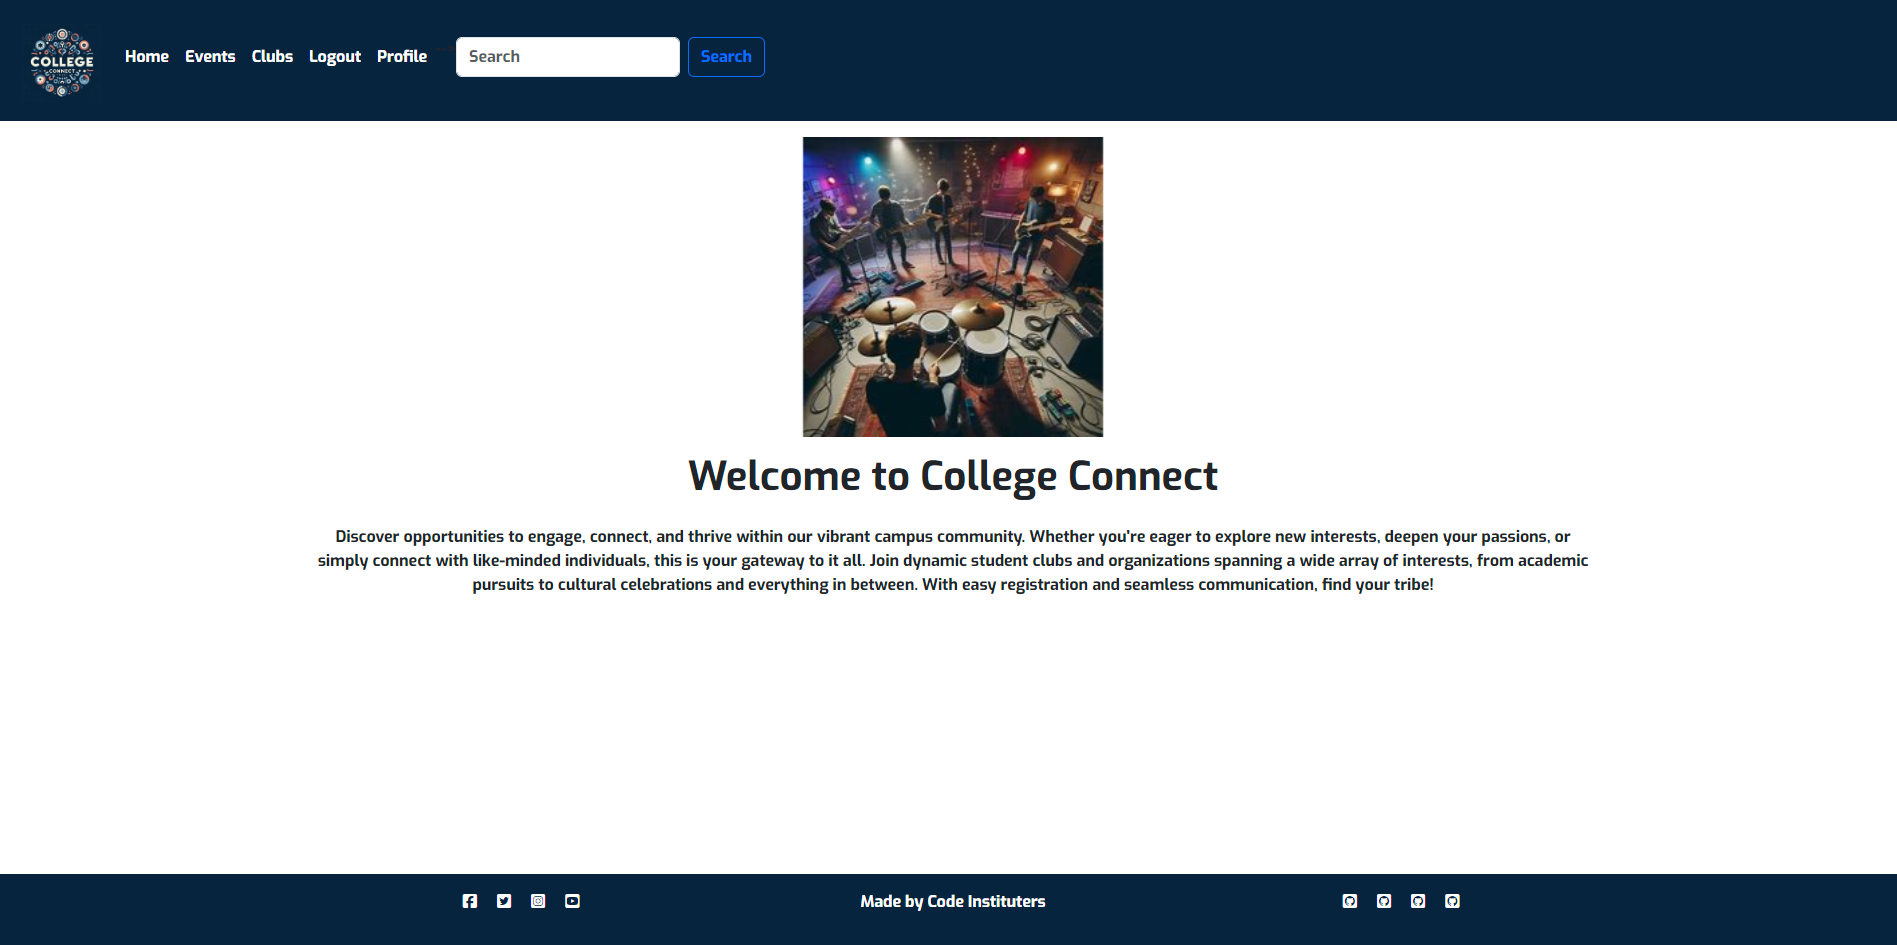 COLLEGE
CONNECT
Home Events Clubs Logout Profile Search Search
Welcome to College Connect
Discover opportunities to engage, connect, and thrive within our vibrant campus community. Whether you're eager to explore new interests, deepen your passions, or
simply connect with like-minded individuals, this is your gateway to it all. Join dynamic student clubs and organizations spanning a wide array of interests, from academic
pursuits to cultural celebrations and everything in between. With easy registration and seamless communication, find your tribe!
Made by Code Instituters